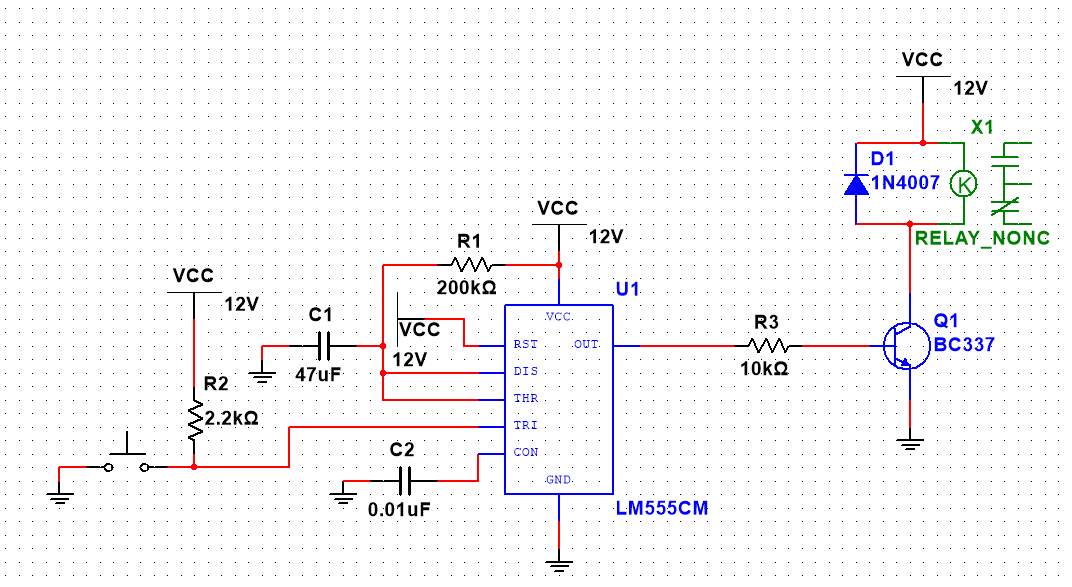 VCC
12V
X1
D1
1N4007
K
RELAY_NONC
VCC
12V
R1
200kΩ
U1
VCC
12V
C1
47uF
VCC
12V
VCC
RST
OUT
DIS
THR
TRI
CON
GND
LM555CM
R3
10kΩ
Q1
BC337
R2
2.2kΩ
C2
0.01uF